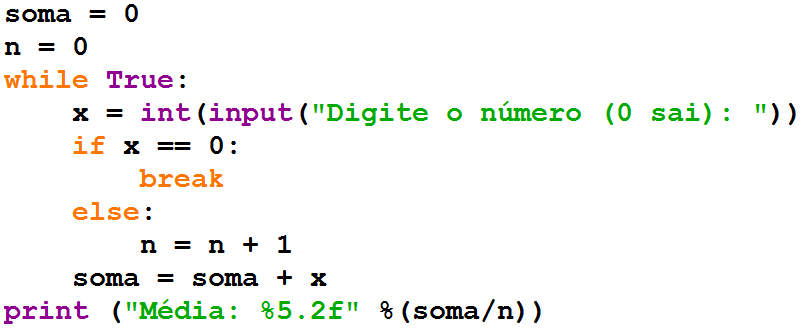 soma = 0
n = 0
while True:
    x = int(input("Digite o número (0 sai): "))
    if x == 0:
        break
    else:
        n = n + 1
    soma = soma + x
print ("Média: %5.2f" %(soma/n))